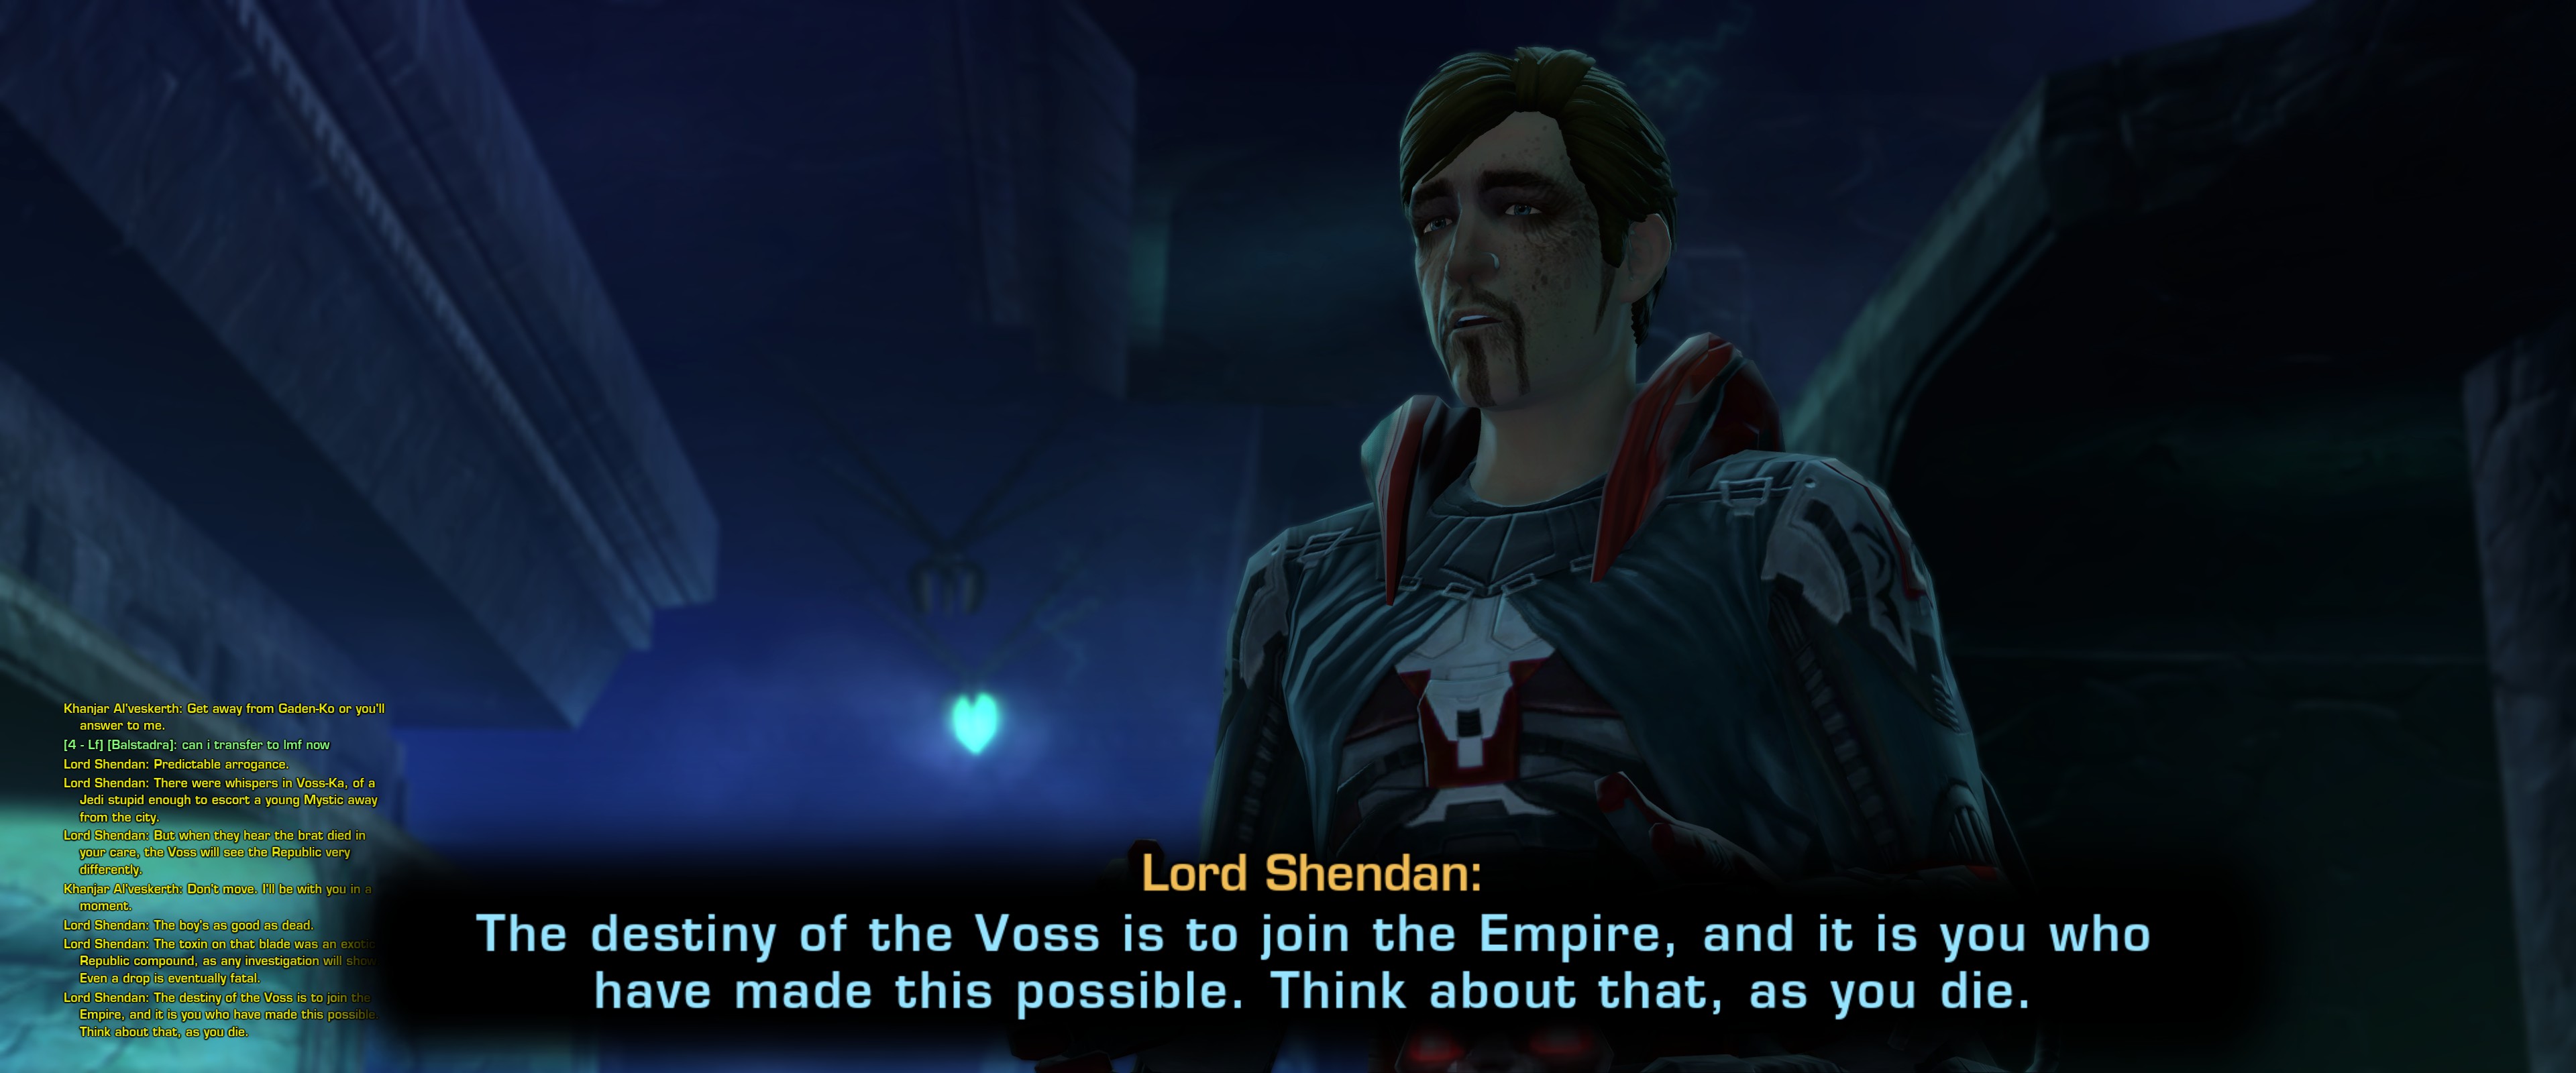 Khanjar Al'veskerth: Get away from Gaden-Ko or you'll
answer to me.
[4 - Lf] [Balstadra]: can i transfer to lmf now
Lord Shendan: Predictable arrogance.
Lord Shendan: There were whispers in Voss-Ka, of a
Jedi stupid enough to escort a young Mystic away
from the city.
Lord Shendan: But when they hear the brat died in
your care, the Voss will see the Republic very
differently.
Khanjar Al'veskerth: Don't move. I'll be with you in a
moment.
Lord Shendan: The boy's as good as dead.
Lord Shendan: The toxin on that blade was an exotic
Republic compound, as any investigation will show.
Even a drop is eventually fatal.
Lord Shendan: The destiny of the Voss is to join the
Empire, and it is you who have made this possible.
Think about that, as you die.
Lord Shendan:
The destiny of the Voss is to join the Empire, and it is you who
have made this possible. Think about that, as you die.